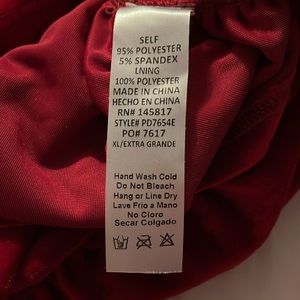 SELF
95% POLYESTER
5% SPANDEX
LNING
100% POLYESTER
MADE IN CHINA
HECHO EN CHINA
RN# 145817
STYLE# PD7654E
PO# 7617
XL/EXTRA GRANDE
Hand Wash Cold
Do Not Bleach
Hang or Line Dry
Lave Frio a Mano
No Cloro
Secar Colgado